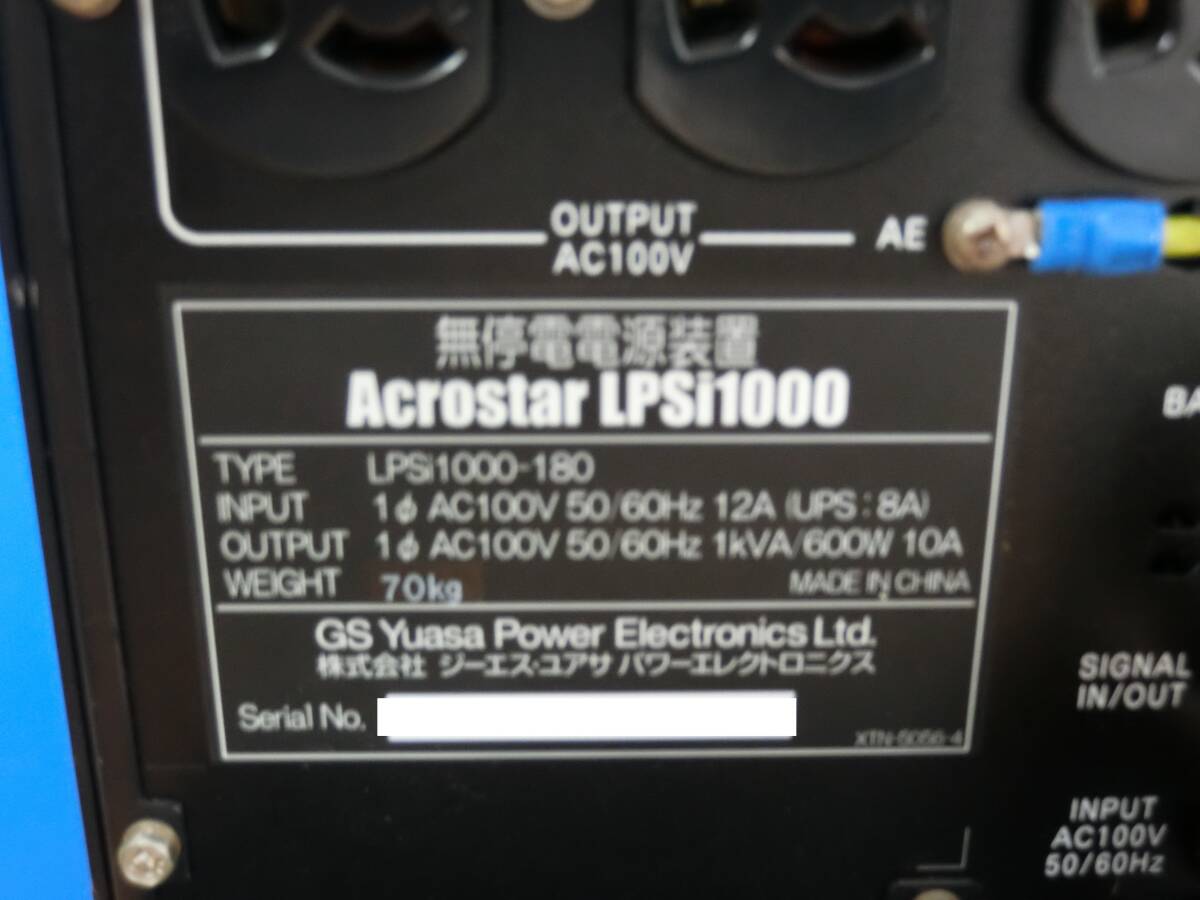 OUTPUT
AC100V
AE
無停電電源装置
Acrostar LPSi1000
TYPE LPSi1000-180
INPUT 1φ AC100V 50/60Hz 12A (UPS:8A)
OUTPUT 1φ AC100V 50/60Hz 1kVA/600W 10A
WEIGHT 70kg MADE IN CHINA
GS Yuasa Power Electronics Ltd.
株式会社 ジーエス・ユアサ パワーエレクトロニクス
Serial No.
XTN-5056-4
BA
SIGNAL
IN/OUT
INPUT
AC100V
50/60Hz